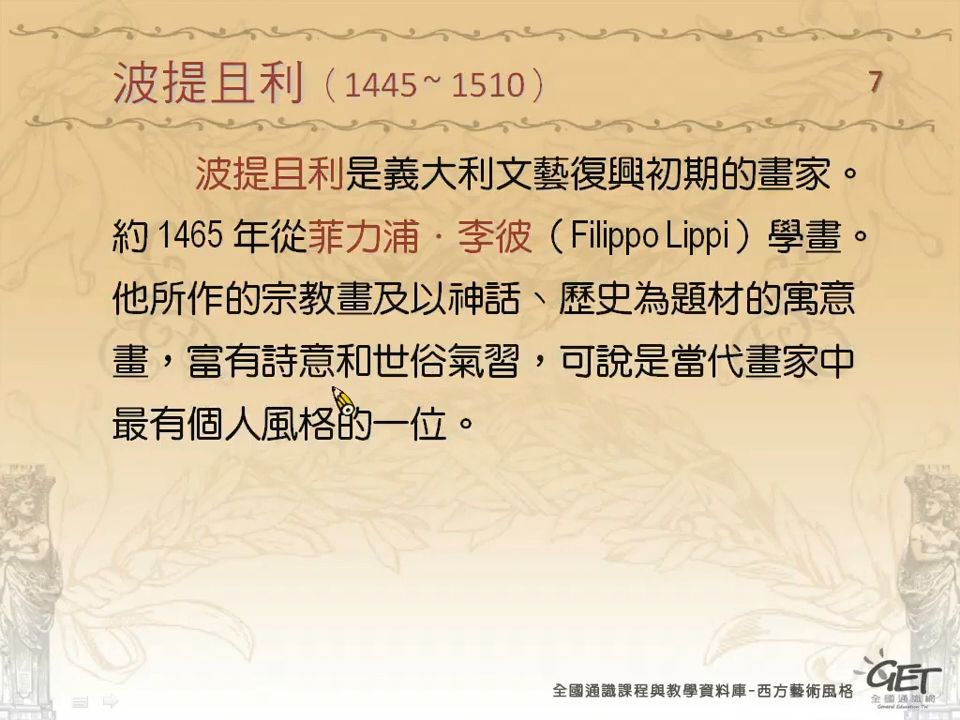 波提且利（1445~1510）
7
波提且利是義大利文藝復興初期的畫家。
約 1465 年從菲力浦．李彼（Filippo Lippi）學畫。
他所作的宗教畫及以神話、歷史為題材的寓意
畫，富有詩意和世俗氣習，可說是當代畫家中
最有個人風格的一位。
全國通識課程與教學資料庫-西方藝術風格
GET
全國通識網
General Education TW